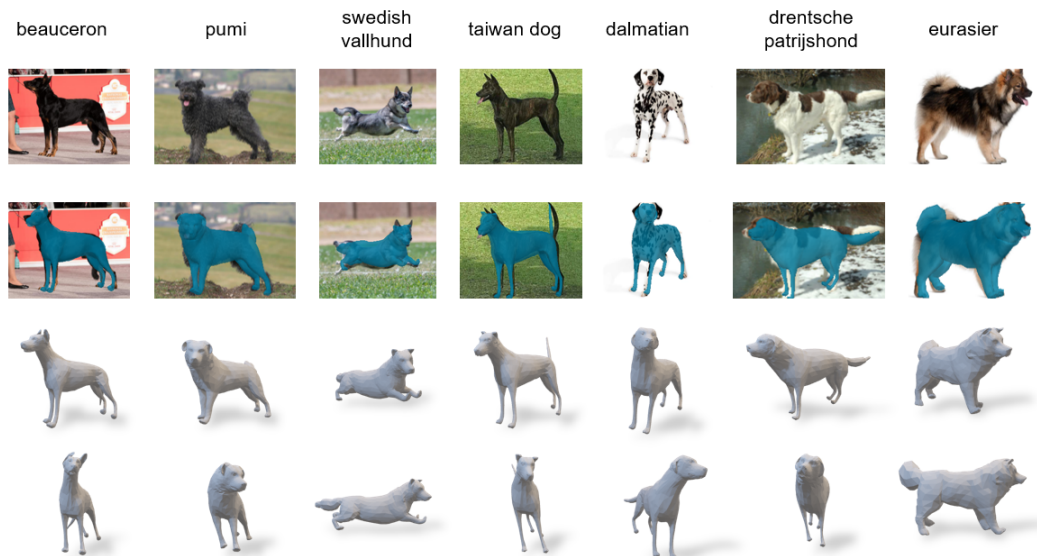 beauceron
pumi
swedish
vallhund
taiwan dog
dalmatian
drentsche
patrijshond
eurasier